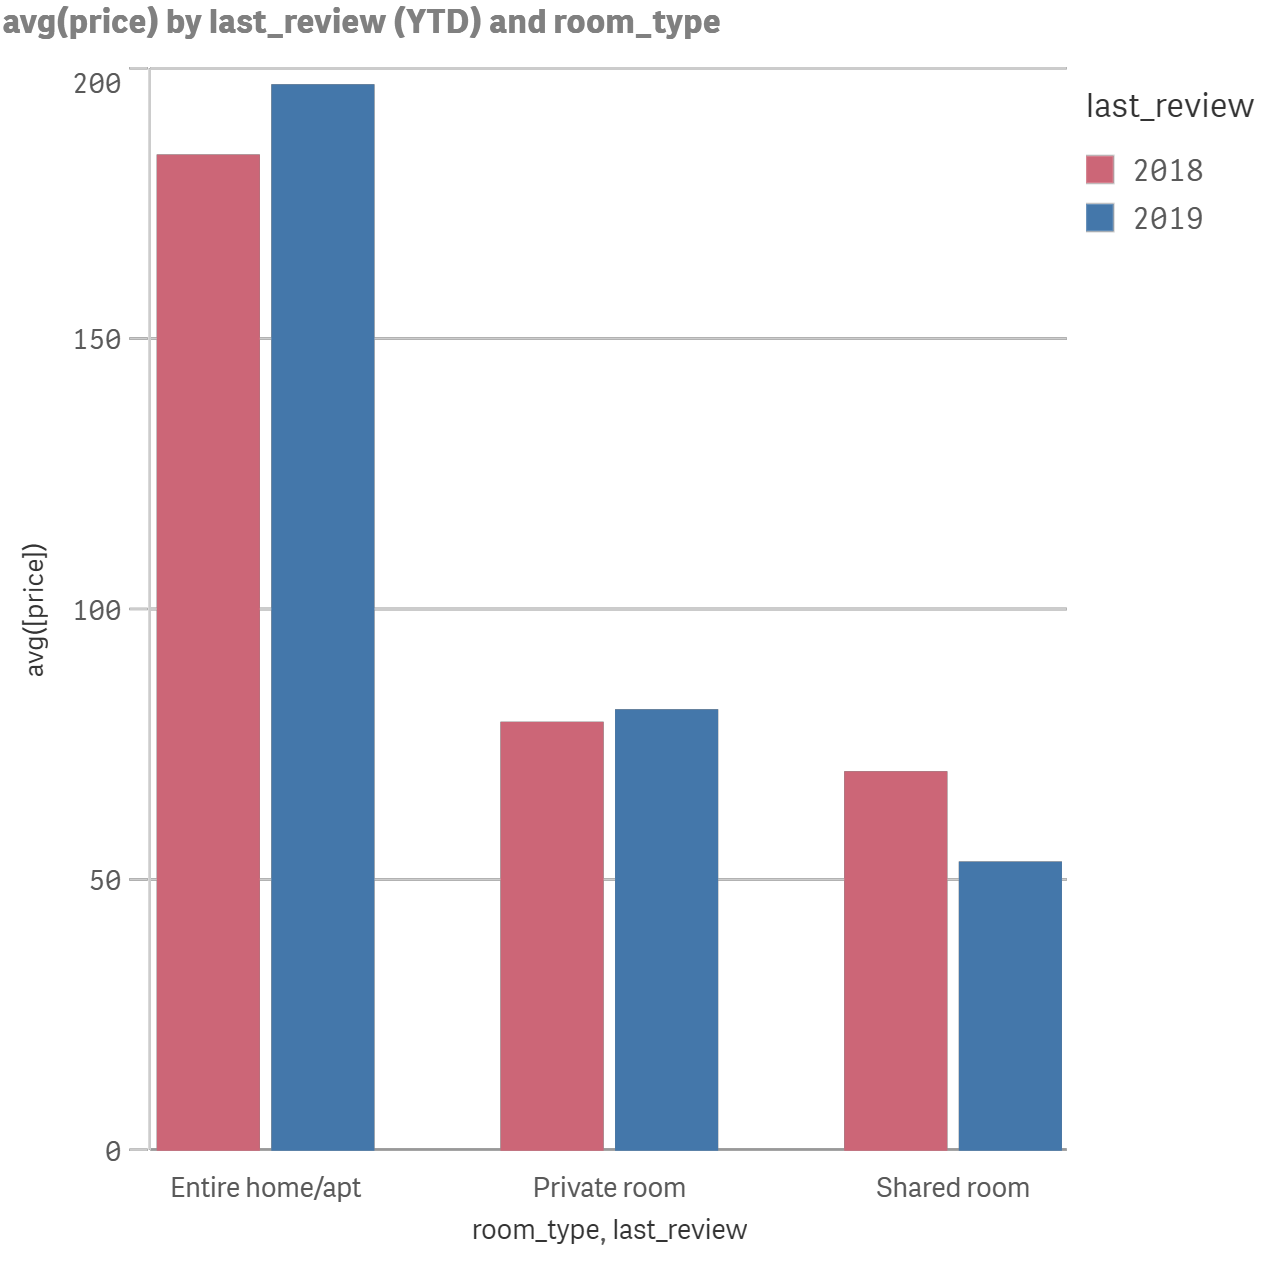 avg(price) by last_review (YTD) and room_type
200
150
100
50
0
avg([price])
Entire home/apt
Private room
Shared room
room_type, last_review
last_review
2018
2019